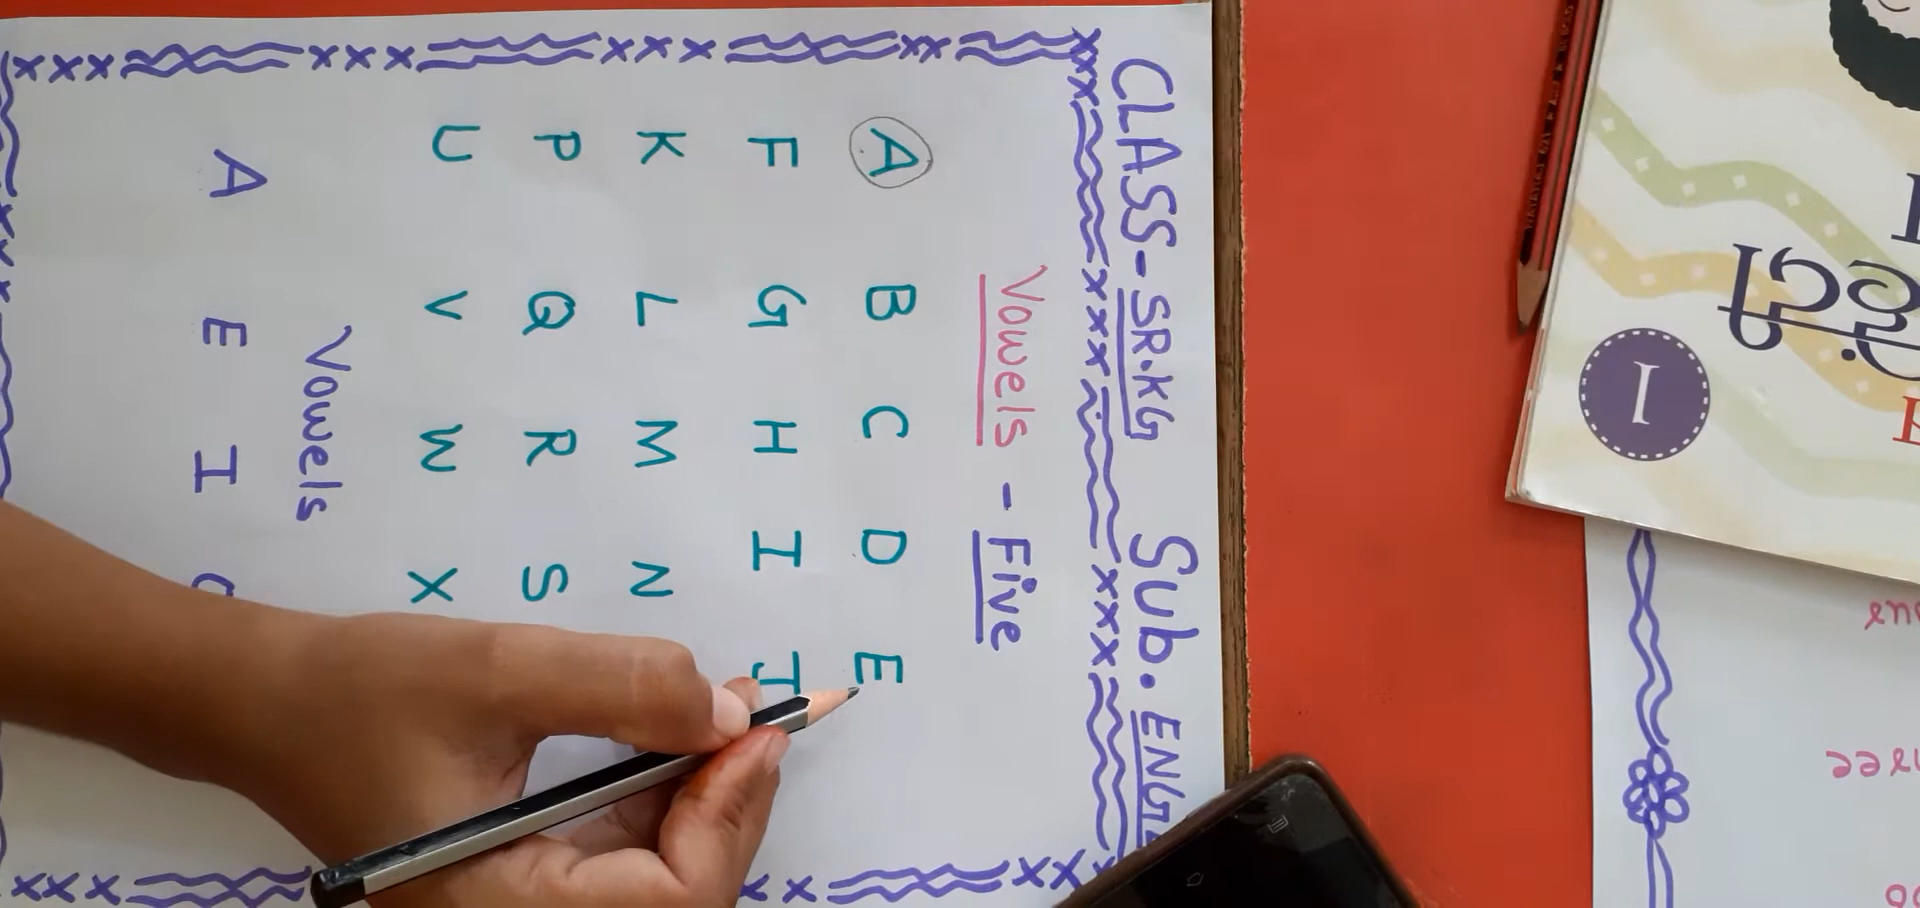 CLASS-SR.KG Sub. ENG
Vowels - Five
A B C D E
F G H I J
K L M N
P Q R S
U V W X
Vowels
A E I
I